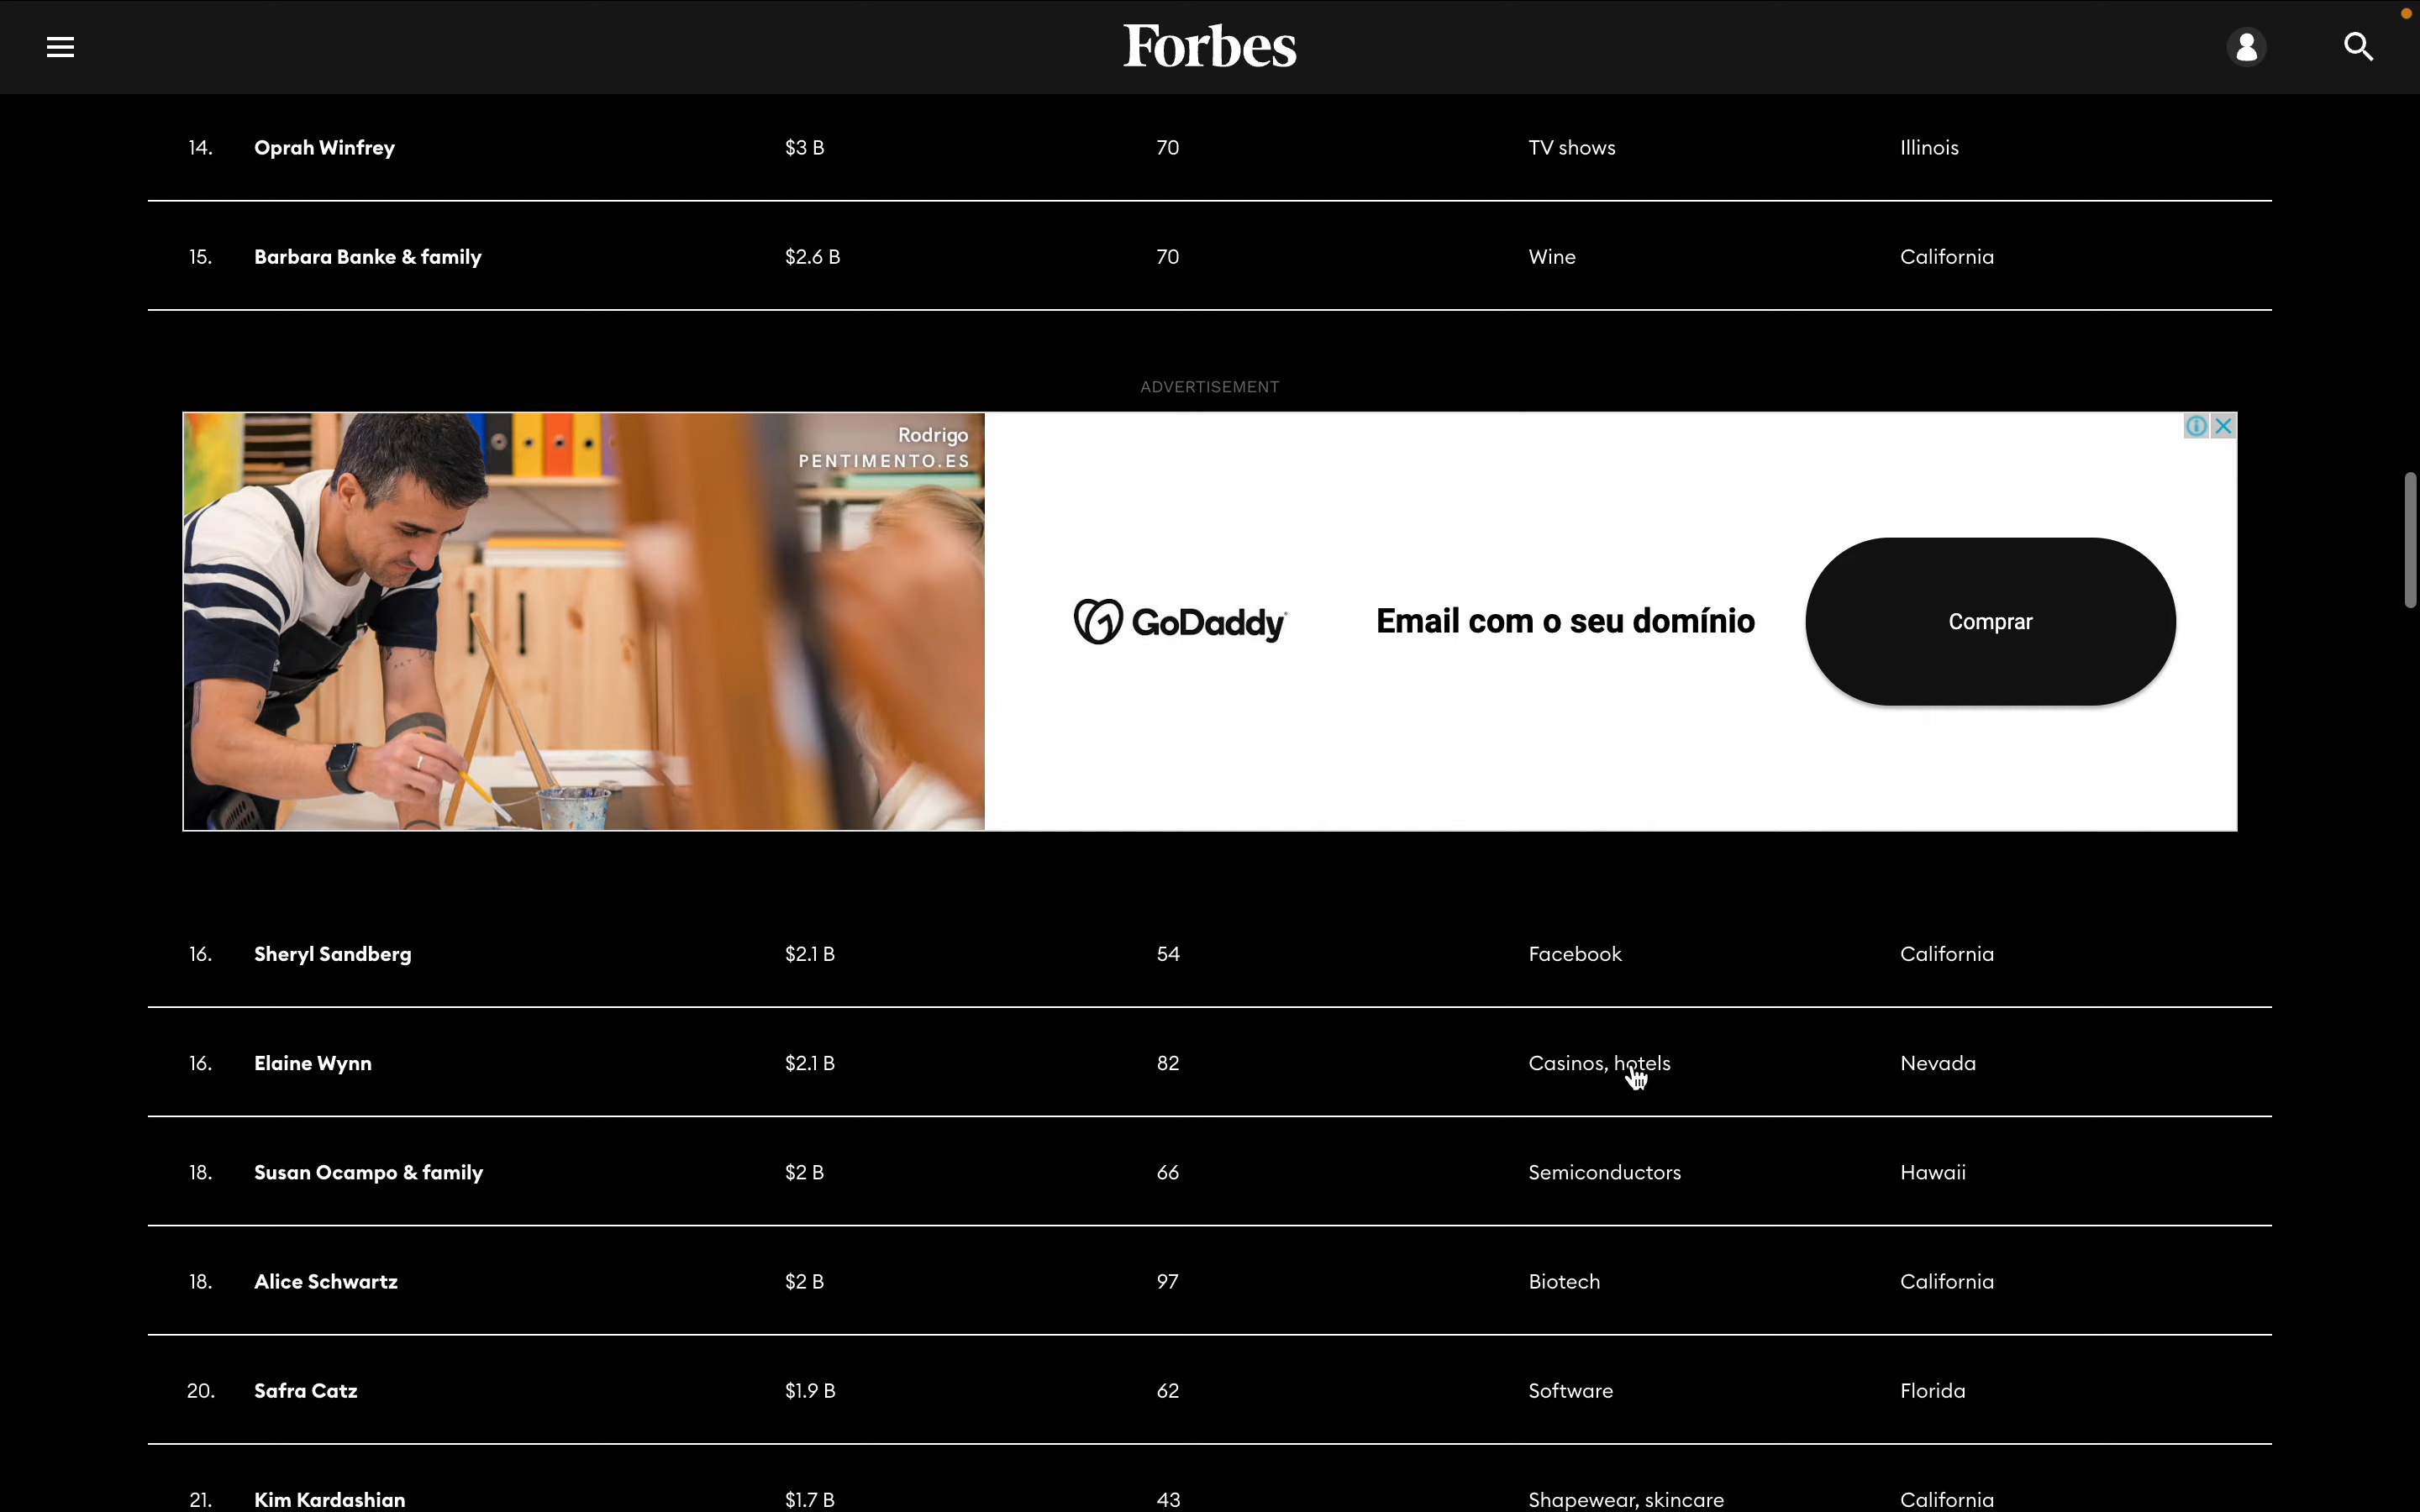 Forbes
14. Oprah Winfrey $3 B 70 TV shows Illinois
15. Barbara Banke & family $2.6 B 70 Wine California
ADVERTISEMENT
Rodrigo
PENTIMENTO.ES
GoDaddy Email com o seu domínio Comprar
16. Sheryl Sandberg $2.1 B 54 Facebook California
16. Elaine Wynn $2.1 B 82 Casinos, hotels Nevada
18. Susan Ocampo & family $2 B 66 Semiconductors Hawaii
18. Alice Schwartz $2 B 97 Biotech California
20. Safra Catz $1.9 B 62 Software Florida
21. Kim Kardashian $1.7 B 43 Shapewear, skincare California